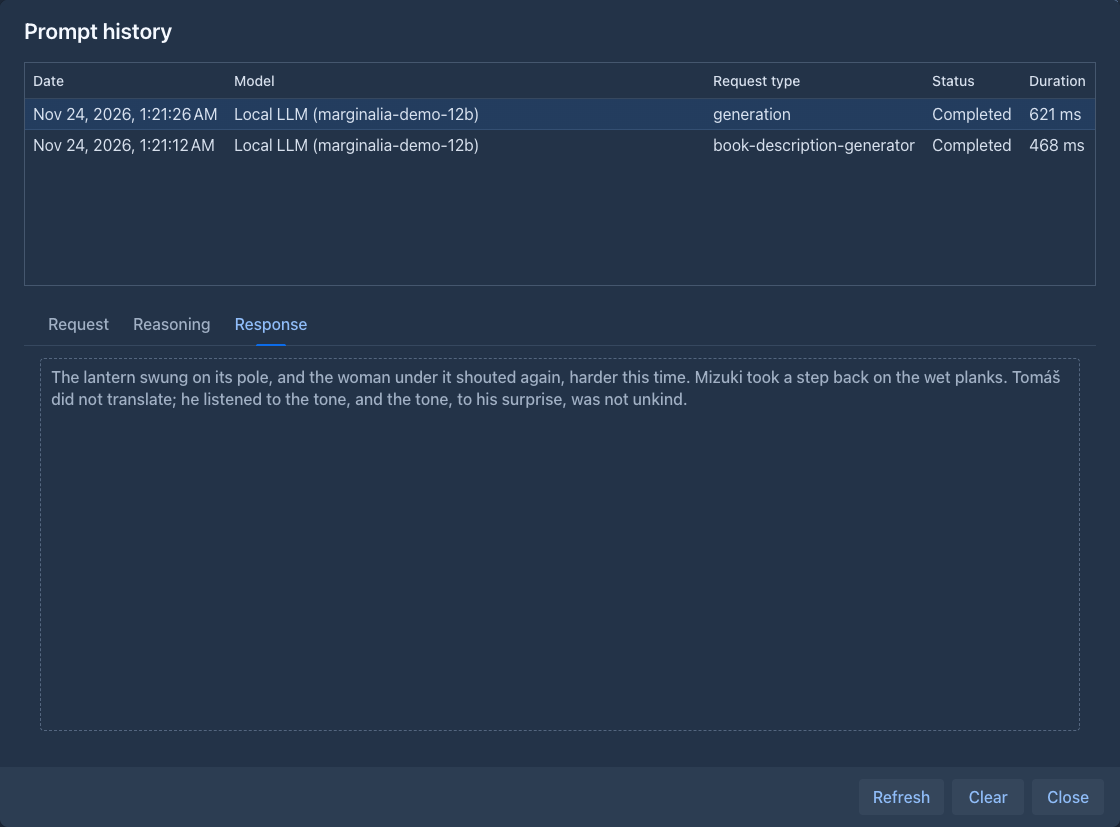 Prompt history
Date Model Request type Status Duration
Nov 24, 2026, 1:21:26 AM Local LLM (marginalia-demo-12b) generation Completed 621 ms
Nov 24, 2026, 1:21:12 AM Local LLM (marginalia-demo-12b) book-description-generator Completed 468 ms
Request Reasoning Response
The lantern swung on its pole, and the woman under it shouted again, harder this time. Mizuki took a step back on the wet planks. Tomáš
did not translate; he listened to the tone, and the tone, to his surprise, was not unkind.
Refresh Clear Close